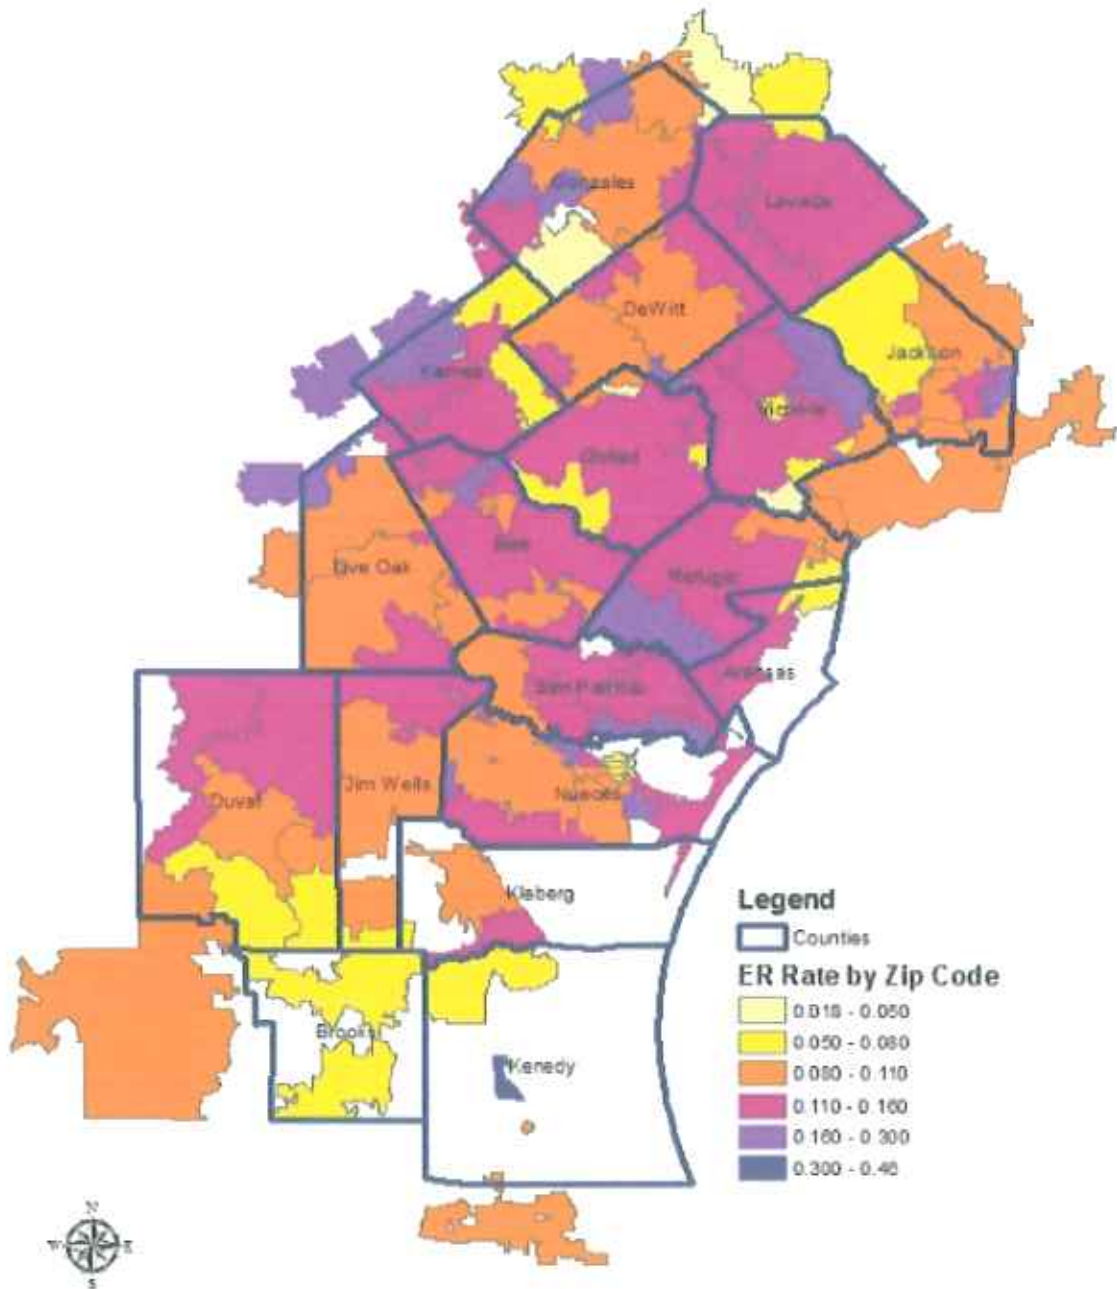 Gonzales
Lavaca
DeWitt
Jackson
Karnes
Victoria
Goliad
Bee
Live Oak
Refugio
Aransas
San Patricio
Jim Wells
Duval
Nueces
Kleberg
Legend
Counties
ER Rate by Zip Code
0.018 - 0.050
0.050 - 0.080
0.080 - 0.110
0.110 - 0.160
0.160 - 0.300
0.300 - 0.46
Brooks
Kenedy
N
W E
S